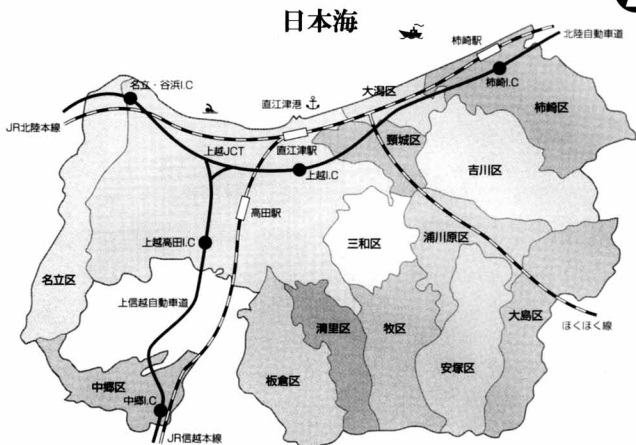 日本海
柿崎駅
北陸自動車道
名立・谷浜I.C
直江津港
大潟区
柿崎I.C
柿崎区
JR北陸本線
上越JCT
直江津駅
頸城区
上越I.C
吉川区
高田駅
上越高田I.C
三和区
浦川原区
名立区
上信越自動車道
清里区
牧区
大島区
ほくほく線
中郷区
板倉区
安塚区
中郷I.C
JR信越本線